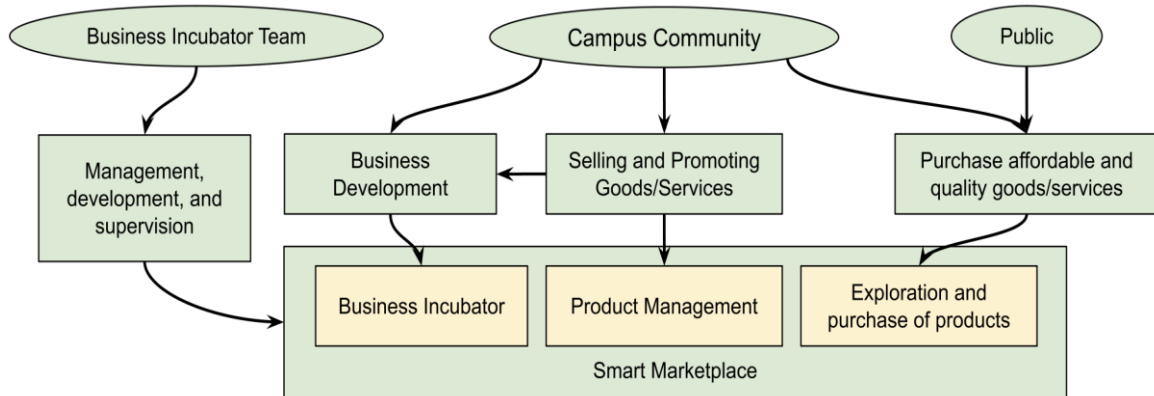 Business Incubator Team
Campus Community
Public
Management,
development, and
supervision
Business
Development
Selling and Promoting
Goods/Services
Purchase affordable and
quality goods/services
Business Incubator
Product Management
Exploration and
purchase of products
Smart Marketplace